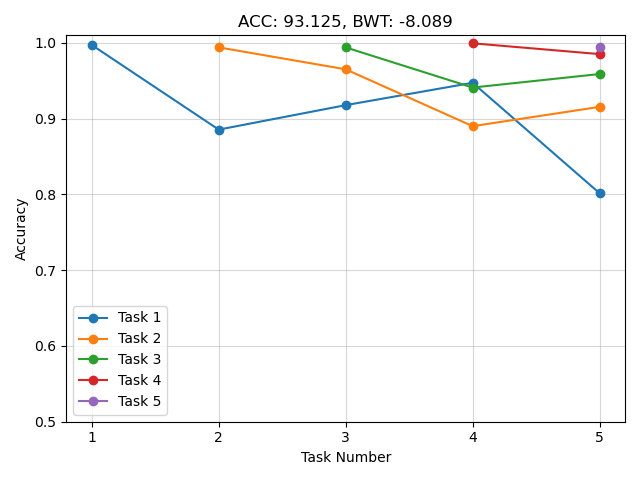 ACC: 93.125, BWT: -8.089
1.0
0.9
0.8
0.7
0.6
0.5
Accuracy
Task 1
Task 2
Task 3
Task 4
Task 5
1 2 3 4 5
Task Number